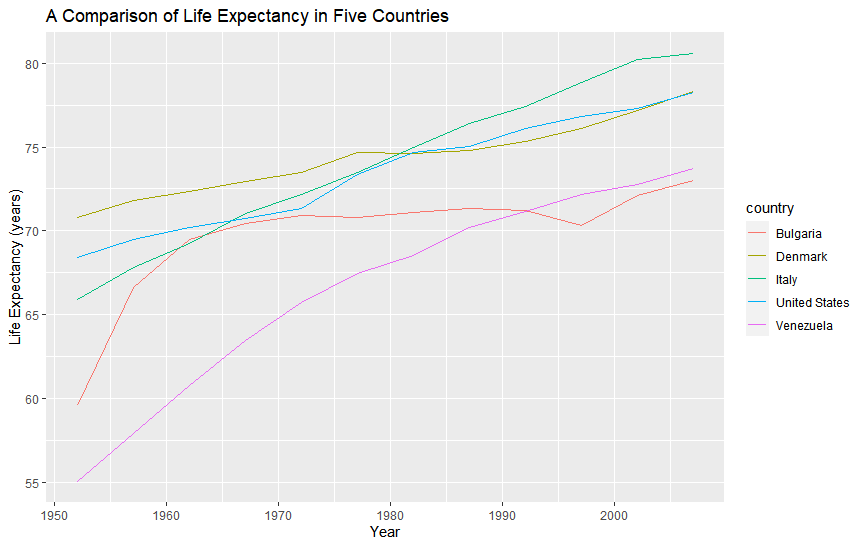 A Comparison of Life Expectancy in Five Countries
Life Expectancy (years)
80
75
70
65
60
55
1950 1960 1970 1980 1990 2000
Year
country
Bulgaria
Denmark
Italy
United States
Venezuela